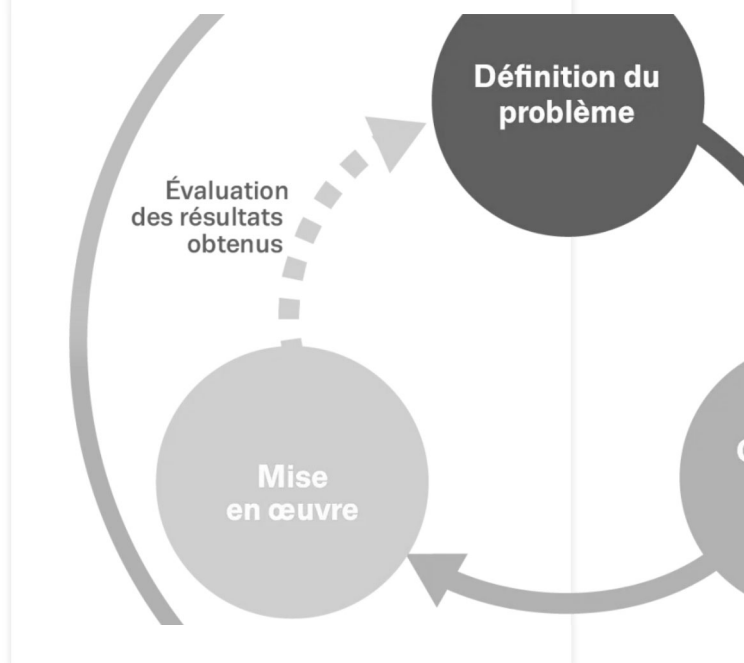 Définition du
problème
Évaluation
des résultats
obtenus
Mise
en œuvre